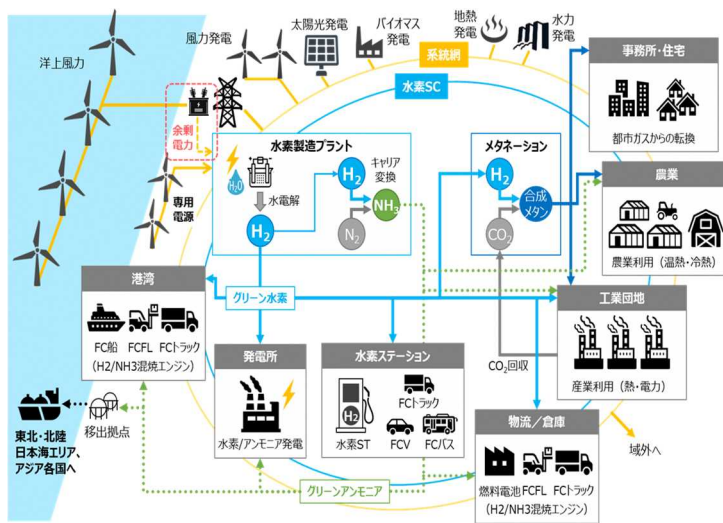 太陽光発電
バイオマス
発電
地熱
発電
水力
発電
風力発電
洋上風力
系統網
水素SC
事務所・住宅
都市ガスからの転換
余剰
電力
専用
電源
水素製造プラント
H₂O
水電解
H₂
H₂
キャリア
変換
N₂
NH₃
メタネーション
H₂
CO₂
合成
メタン
農業
農業利用（温熱・冷熱）
港湾
FC船
FCFL
FCトラック
（H2/NH3混焼エンジン）
グリーン水素
工業団地
産業利用（熱・電力）
CO₂回収
発電所
水素/アンモニア発電
水素ステーション
H₂
水素ST
FCトラック
FCV
FCバス
物流／倉庫
燃料電池
FCFL
FCトラック
（H2/NH3混焼エンジン）
域外へ
移出拠点
東北・北陸
日本海エリア、
アジア各国へ
グリーンアンモニア